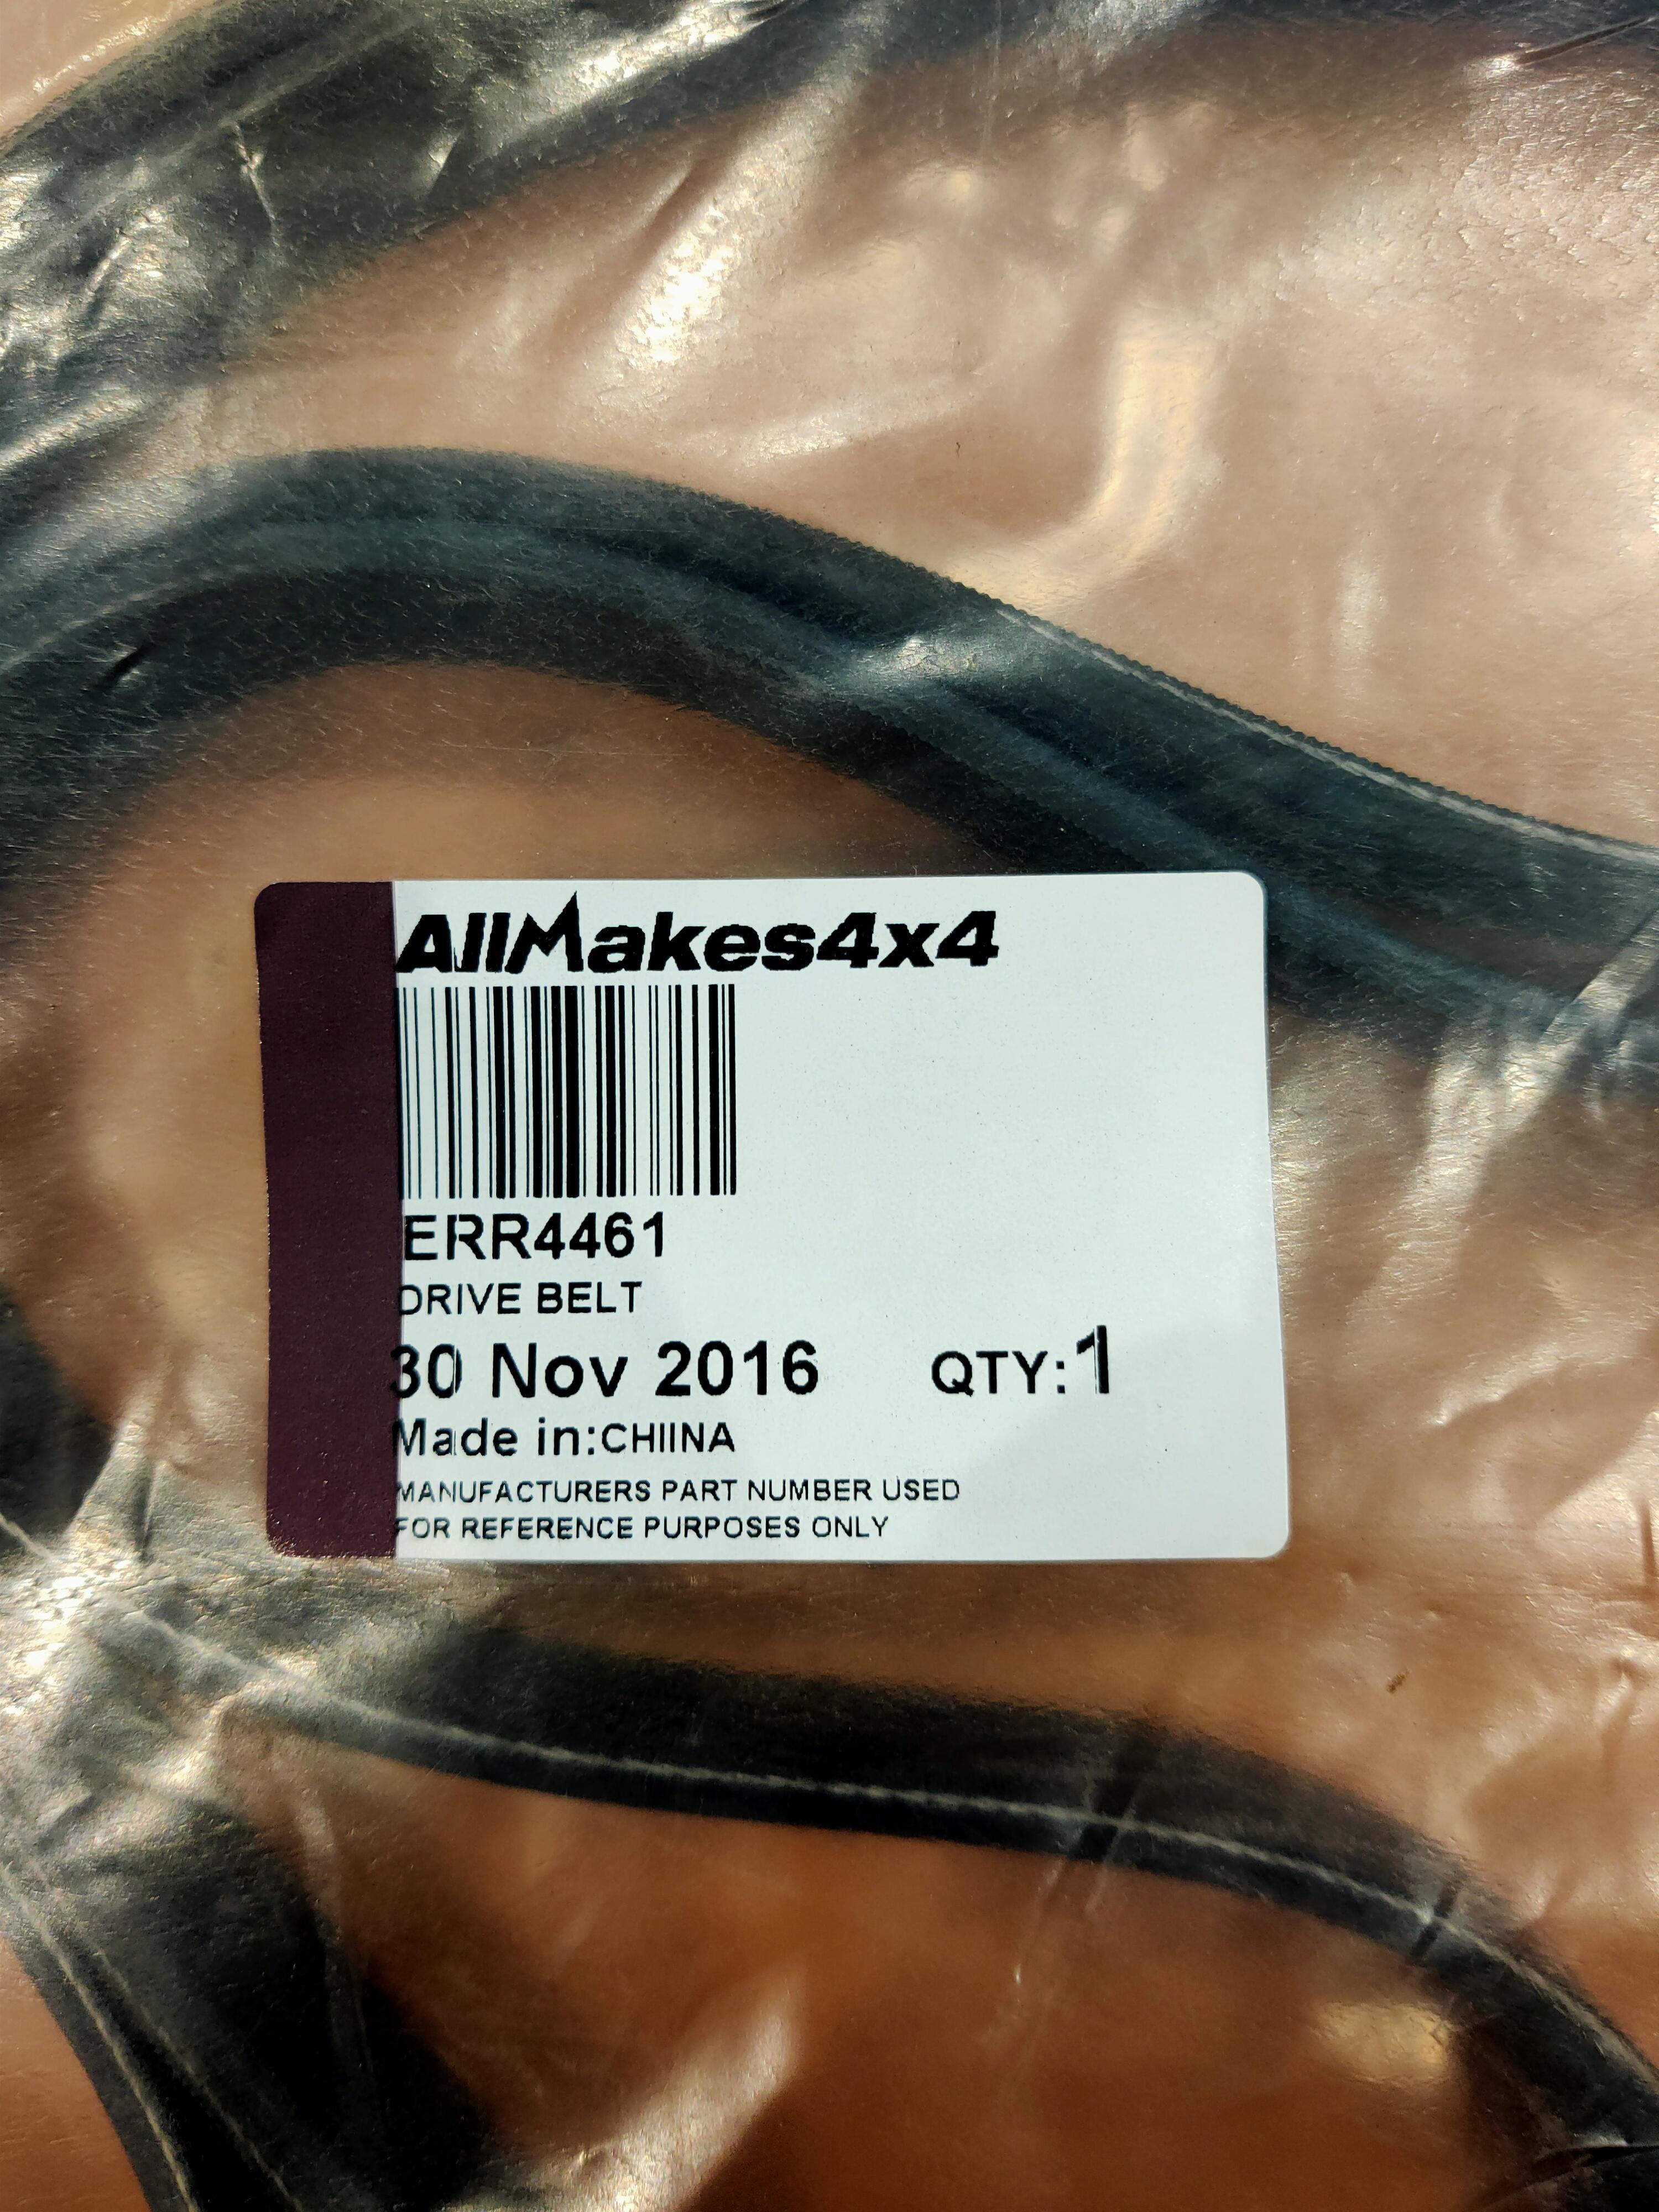 AllMakes4x4
ERR4461
DRIVE BELT
30 Nov 2016 QTY:1
Made in:CHIINA
MANUFACTURERS PART NUMBER USED
FOR REFERENCE PURPOSES ONLY